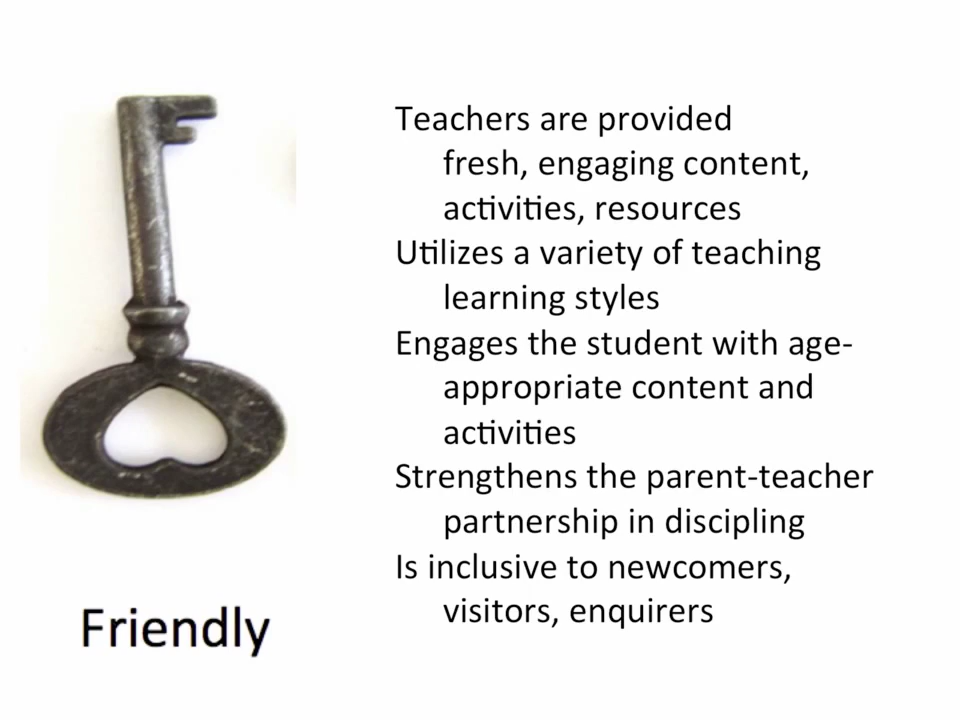 Teachers are provided
fresh, engaging content,
activities, resources
Utilizes a variety of teaching
learning styles
Engages the student with age-
appropriate content and
activities
Strengthens the parent-teacher
partnership in discipling
Is inclusive to newcomers,
visitors, enquirers
Friendly